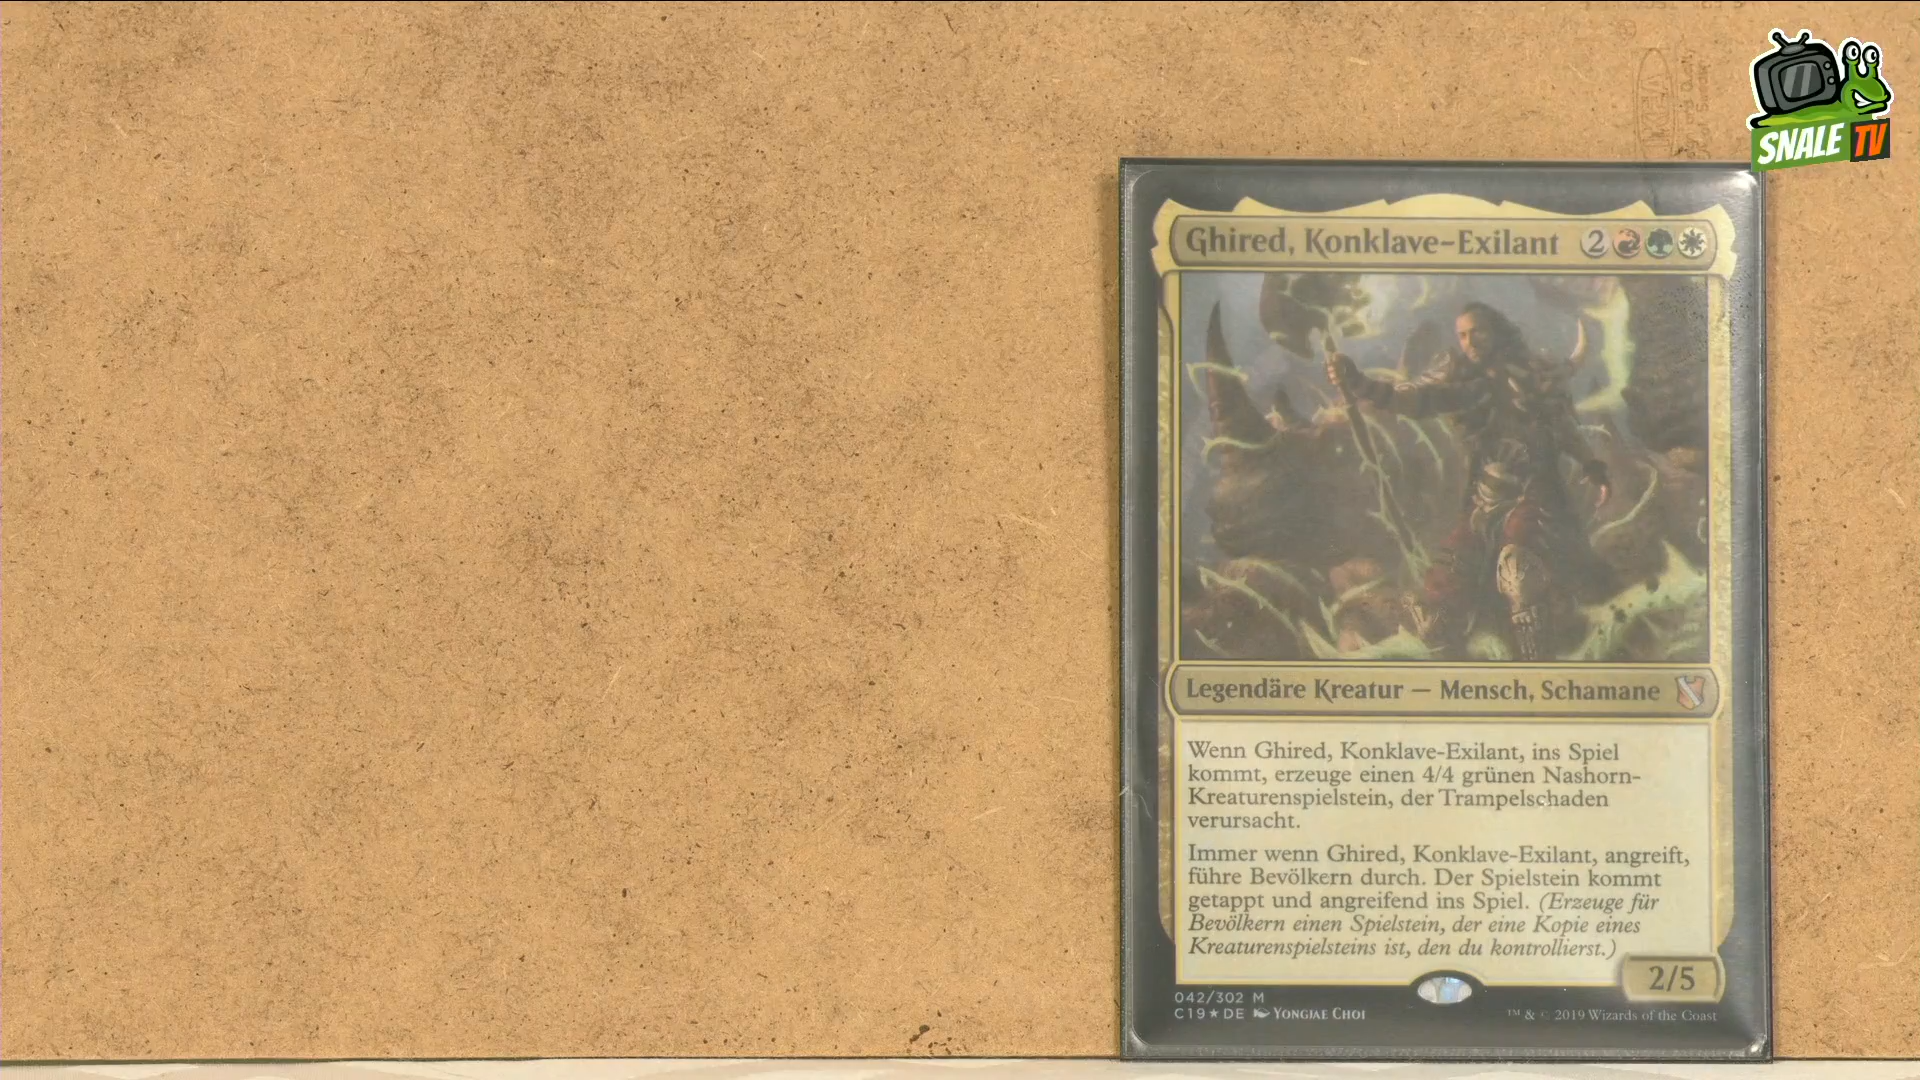 SNALE TV
Ghired, Konklave-Exilant 2
Legendäre Kreatur — Mensch, Schamane
Wenn Ghired, Konklave-Exilant, ins Spiel
kommt, erzeuge einen 4/4 grünen Nashorn-
Kreaturenspielstein, der Trampelschaden
verursacht.
Immer wenn Ghired, Konklave-Exilant, angreift,
führe Bevölkern durch. Der Spielstein kommt
getappt und angreifend ins Spiel. (Erzeuge für
Bevölkern einen Spielstein, der eine Kopie eines
Kreaturenspielsteins ist, den du kontrollierst.)
2/5
042/302 M
C19★DE Yongjae Choi
™ & © 2019 Wizards of the Coast